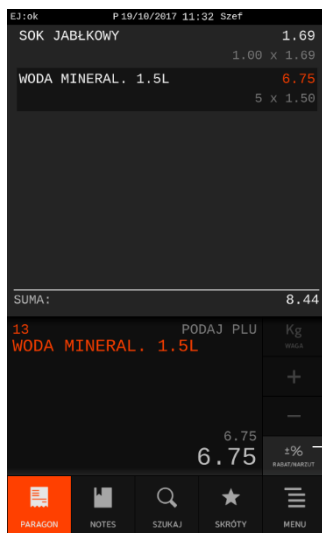 EJ:ok P 19/10/2017 11:32 Szef
SOK JABŁKOWY 1.69
1.00 x 1.69
WODA MINERAL. 1.5L 6.75
5 x 1.50
SUMA: 8.44
13 PODAJ PLU
WODA MINERAL. 1.5L
Kg
WAGA
+
−
6.75
6.75
±%
RABAT/NARZUT
PARAGON NOTES SZUKAJ SKRÓTY MENU